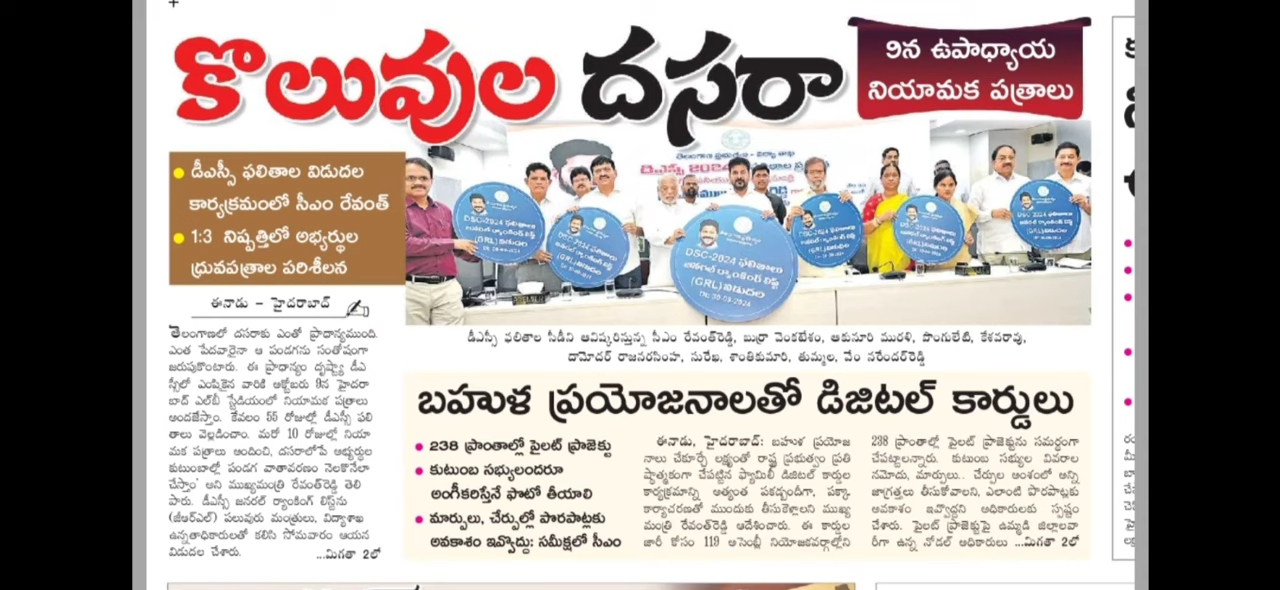 కొలువుల దసరా
9న ఉపాధ్యాయ
నియామక పత్రాలు
• డీఎస్సీ ఫలితాల విడుదల
కార్యక్రమంలో సీఎం రేవంత్
• 1:3 నిష్పత్తిలో అభ్యర్థుల
ధ్రువపత్రాల పరిశీలన
ఈనాడు - హైదరాబాద్
తెలంగాణలో దసరాకు ఎంతో ప్రాధాన్యముంది.
ఎంత పేదవారైనా ఆ పండగను సంతోషంగా
జరుపుకొంటారు. ఈ ప్రాధాన్యం దృష్ట్యా డీఎ
స్సీలో ఎంపికైన వారికి అక్టోబరు 9న హైదరా
బాద్ ఎల్‌బీ స్టేడియంలో నియామక పత్రాలు
అందజేస్తాం. కేవలం 55 రోజుల్లో డీఎస్సీ ఫలి
తాలు వెల్లడించాం. మరో 10 రోజుల్లో నియా
మక పత్రాలు అందించి, దసరాలోపే అభ్యర్థుల
కుటుంబాల్లో పండగ వాతావరణం నెలకొనేలా
చేస్తాం' అని ముఖ్యమంత్రి రేవంత్‌రెడ్డి తెలి
పారు. డీఎస్సీ జనరల్ ర్యాంకింగ్ లిస్ట్‌ను
(జీఆర్‌ఎల్) పలువురు మంత్రులు, విద్యాశాఖ
ఉన్నతాధికారులతో కలిసి సోమవారం ఆయన
విడుదల చేశారు. ...మిగతా 2లో
తెలంగాణ ప్రభుత్వం - విద్యా శాఖ
DSC-2024 ఫలితాలు
జనరల్ ర్యాంకింగ్ లిస్ట్
(GRL) విడుదల
Dt: 30-09-2024
డీఎస్సీ ఫలితాల సీడీని ఆవిష్కరిస్తున్న సీఎం రేవంత్‌రెడ్డి, బుర్రా వెంకటేశం, ఆకునూరి మురళి, పొంగులేటి, కేశవరావు,
దామోదర్ రాజనరసింహ, సురేఖ, శాంతికుమారి, తుమ్మల, వేం నరేందర్‌రెడ్డి
బహుళ ప్రయోజనాలతో డిజిటల్ కార్డులు
• 238 ప్రాంతాల్లో పైలట్ ప్రాజెక్టు
• కుటుంబ సభ్యులందరూ
అంగీకరిస్తేనే ఫొటో తీయాలి
• మార్పులు, చేర్పుల్లో పొరపాట్లకు
అవకాశం ఇవ్వొద్దు: సమీక్షలో సీఎం
ఈనాడు, హైదరాబాద్: బహుళ ప్రయోజ
నాలు చేకూర్చే లక్ష్యంతో రాష్ట్ర ప్రభుత్వం ప్రతి
ష్ఠాత్మకంగా చేపట్టిన ఫ్యామిలీ డిజిటల్ కార్డుల
కార్యక్రమాన్ని అత్యంత పకడ్బందీగా, పక్కా
కార్యాచరణతో ముందుకు తీసుకెళ్లాలని ముఖ్య
మంత్రి రేవంత్‌రెడ్డి ఆదేశించారు. ఈ కార్డుల
జారీ కోసం 119 అసెంబ్లీ నియోజకవర్గాల్లోని
238 ప్రాంతాల్లో పైలట్ ప్రాజెక్టును సమర్థంగా
చేపట్టాలన్నారు. కుటుంబ సభ్యుల వివరాల
నమోదు, మార్పులు.. చేర్పుల అంశంలో అన్ని
జాగ్రత్తలు తీసుకోవాలని, ఎలాంటి పొరపాట్లకు
అవకాశం ఇవ్వొద్దని అధికారులకు స్పష్టం
చేశారు. పైలట్ ప్రాజెక్టుపై ఉమ్మడి జిల్లాలవా
రీగా ఉన్న నోడల్ అధికారులు ...మిగతా 2లో